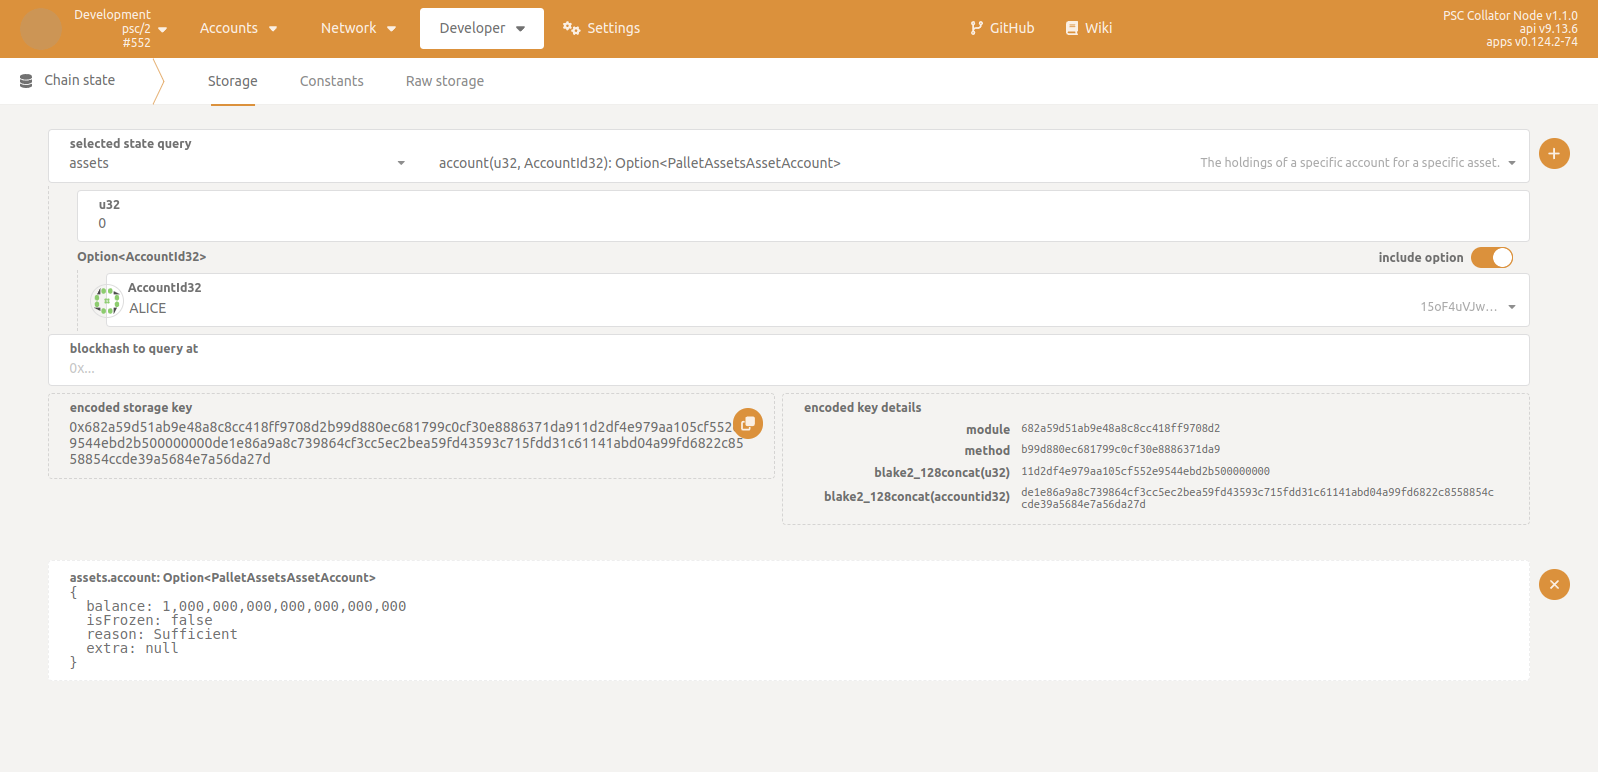 Development
psc/2
#552
Accounts
Network
Developer
Settings
GitHub
Wiki
PSC Collator Node v1.1.0
api v9.13.6
apps v0.124.2-74
Chain state
Storage
Constants
Raw storage
selected state query
assets
account(u32, AccountId32): Option<PalletAssetsAssetAccount>
The holdings of a specific account for a specific asset.
u32
0
Option<AccountId32>
include option
AccountId32
ALICE
15oF4uVJw…
blockhash to query at
0x...
encoded storage key
0x682a59d51ab9e48a8c8cc418ff9708d2b99d880ec681799c0cf30e8886371da911d2df4e979aa105cf552
9544ebd2b500000000de1e86a9a8c739864cf3cc5ec2bea59fd43593c715fdd31c61141abd04a99fd6822c85
58854ccde39a5684e7a56da27d
encoded key details
module
682a59d51ab9e48a8c8cc418ff9708d2
method
b99d880ec681799c0cf30e8886371da9
blake2_128concat(u32)
11d2df4e979aa105cf552e9544ebd2b500000000
blake2_128concat(accountid32)
de1e86a9a8c739864cf3cc5ec2bea59fd43593c715fdd31c61141abd04a99fd6822c8558854c
cde39a5684e7a56da27d
assets.account: Option<PalletAssetsAssetAccount>
{
balance: 1,000,000,000,000,000,000,000
isFrozen: false
reason: Sufficient
extra: null
}